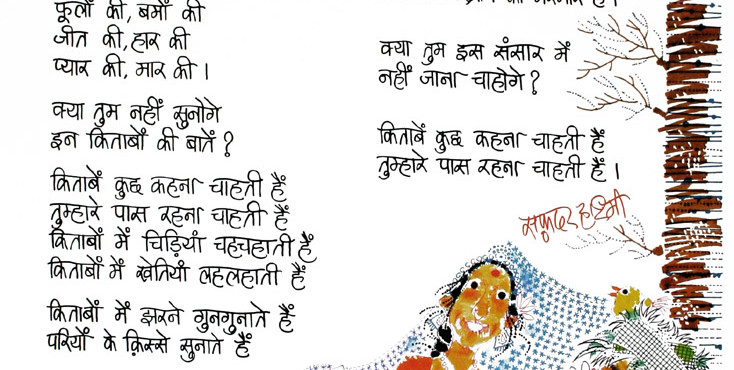 फूलों की, बमों की
जीत की, हार की
प्यार की, मार की ।
क्या तुम नहीं सुनोगे
इन किताबों की बातें ?
किताबें कुछ कहना चाहती हैं
तुम्हारे पास रहना चाहती हैं
किताबों में चिड़ियाँ चहचहाती हैं
किताबों में खेतियाँ लहलहाती हैं
किताबों में झरने गुनगुनाते हैं
परियों के क़िस्से सुनाते हैं
क्या तुम इस संसार में
नहीं जाना चाहोगे ?
किताबें कुछ कहना चाहती हैं
तुम्हारे पास रहना चाहती हैं ।
सफ़दर हाशमी